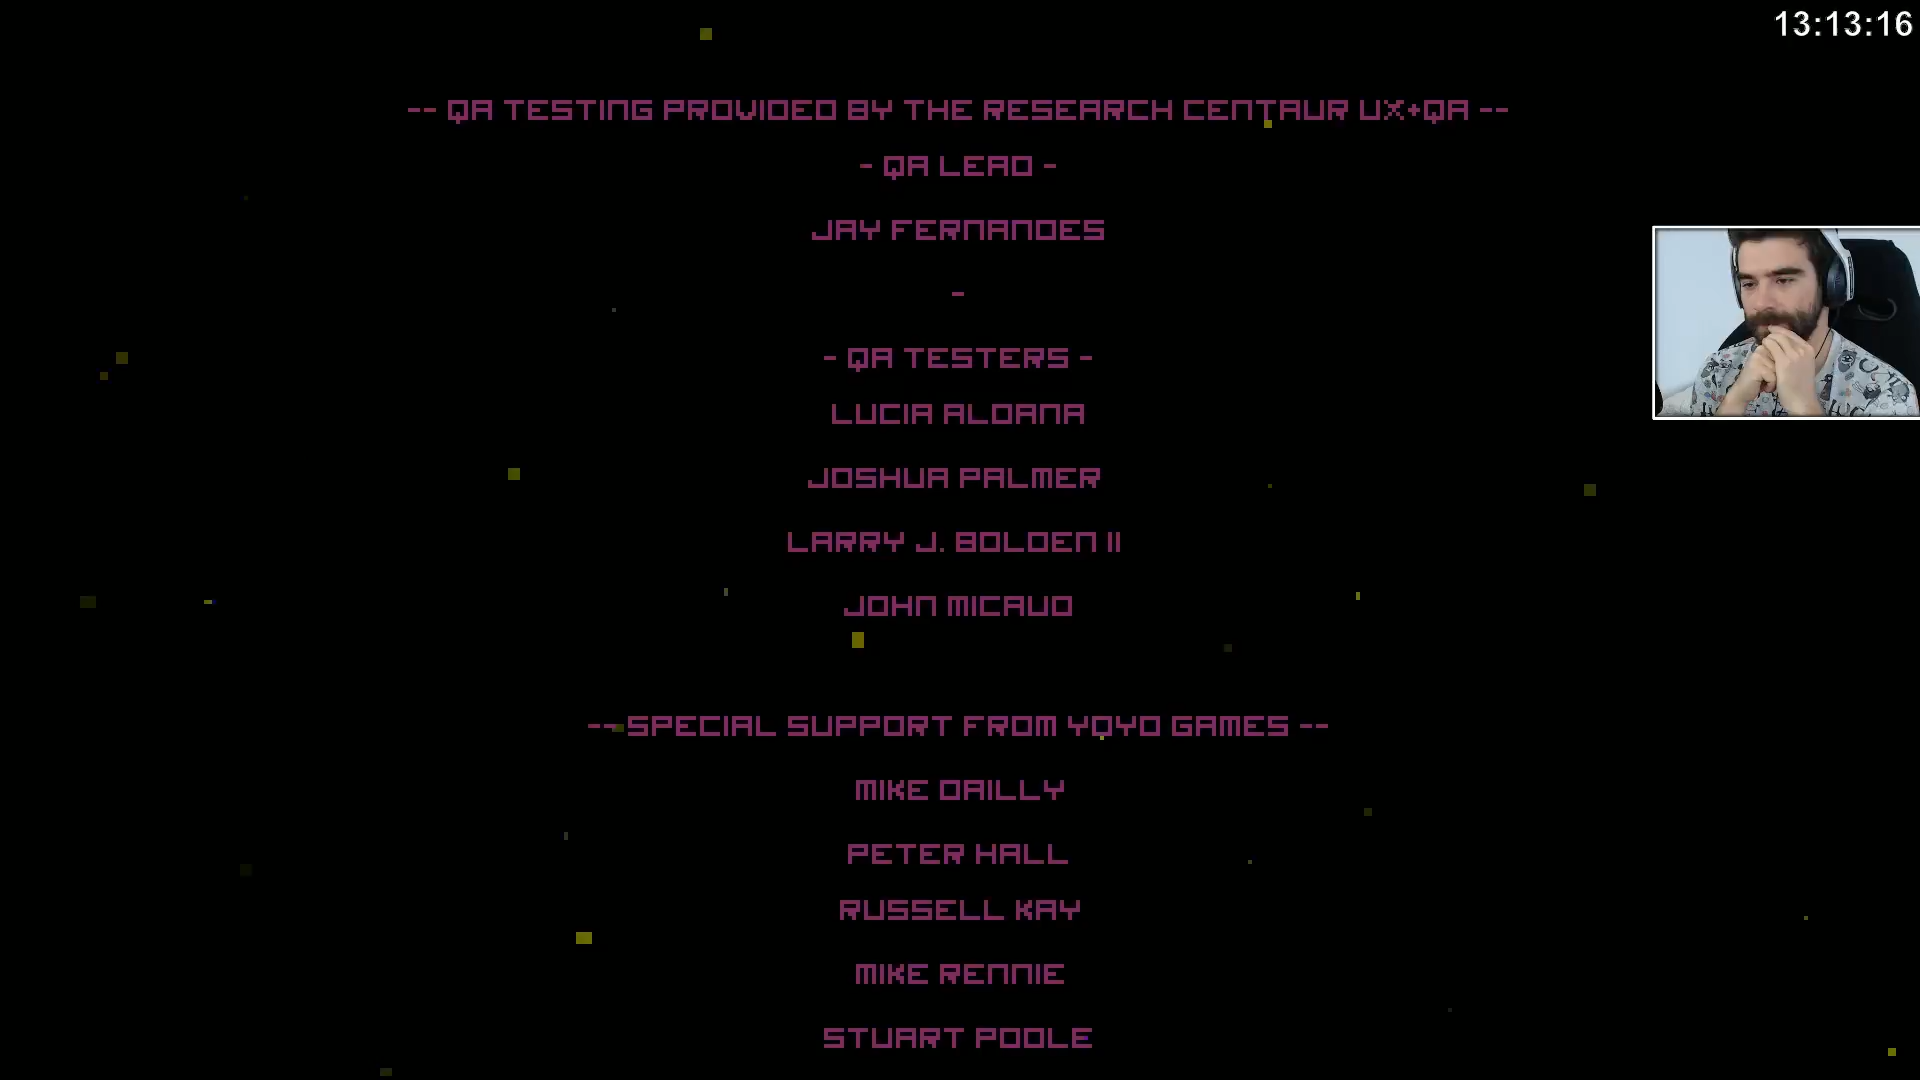 13:13:16
-- QA TESTING PROVIDED BY THE RESEARCH CENTAUR UX+QA --
- QA LEAD -
JAY FERNANDES
-
- QA TESTERS -
LUCIA ALDANA
JOSHUA PALMER
LARRY J. BOLDEN II
JOHN MICAUD
-- SPECIAL SUPPORT FROM YOYO GAMES --
MIKE DAILLY
PETER HALL
RUSSELL KAY
MIKE RENNIE
STUART POOLE